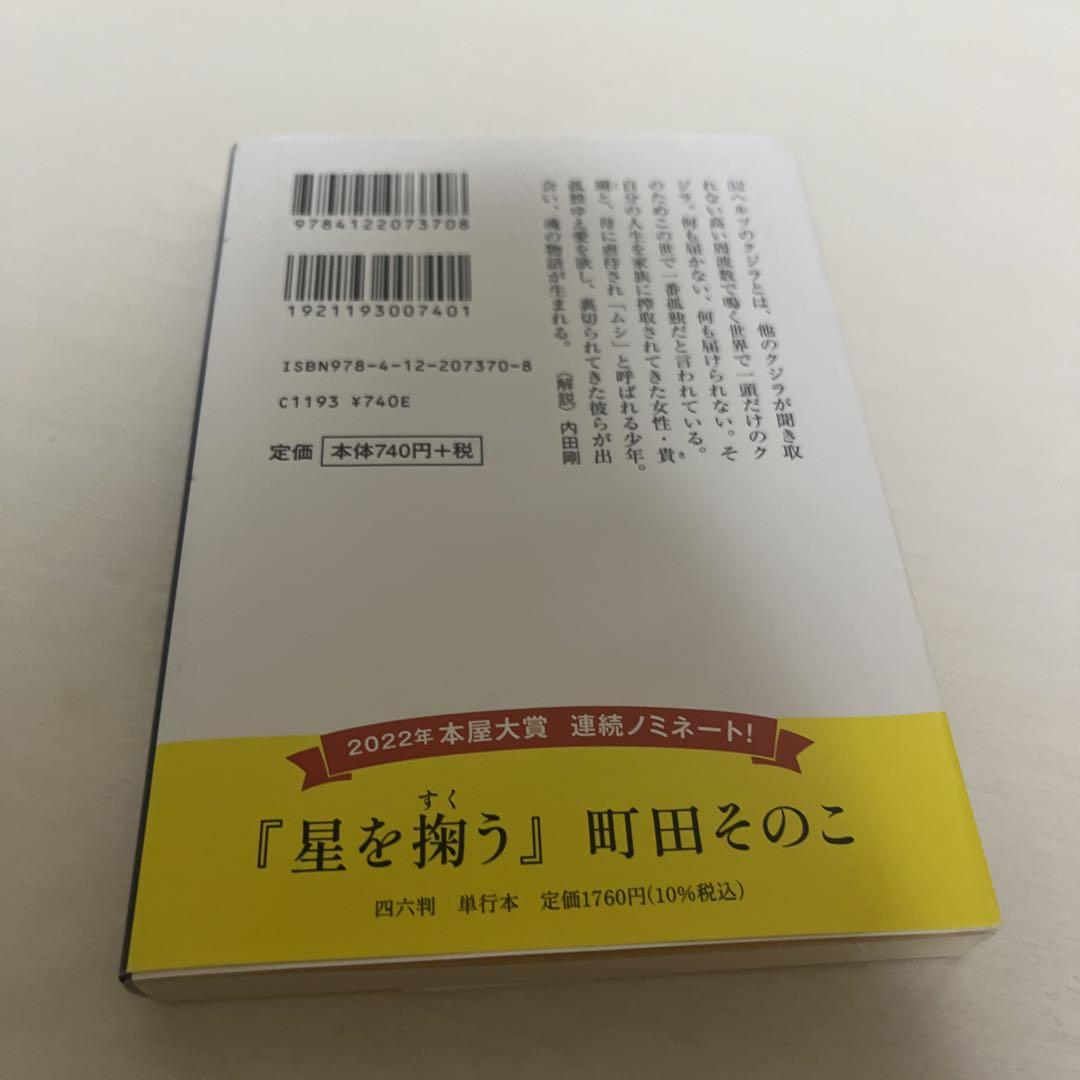 52ヘルツのクジラとは、他のクジラが聞き取
れない高い周波数で鳴く世界で一頭だけのク
ジラ。何も届かない、何も届けられない。そ
のためこの世で一番孤独だと言われている。
自分の人生を家族に搾取されてきた女性・貴
き
瑚と、母に虐待され「ムシ」と呼ばれる少年。
孤独ゆえ愛を欲し、裏切られてきた彼らが出
会い、魂の物語が生まれる。〈解説〉内田剛
9784122073708
1921193007401
ISBN978-4-12-207370-8
C1193 ¥740E
定価 本体740円+税
2022年 本屋大賞 連続ノミネート!
すく
『星を掬う』 町田そのこ
四六判 単行本 定価1760円(10%税込)